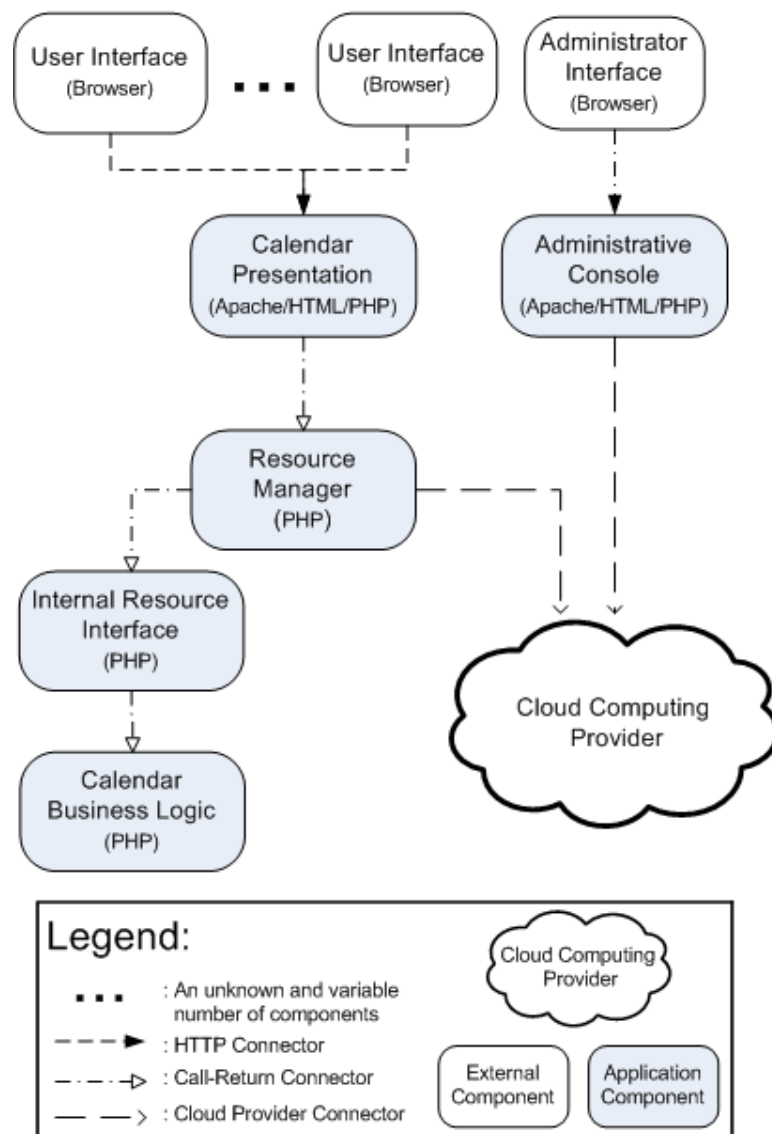 User Interface
(Browser)
User Interface
(Browser)
Administrator
Interface
(Browser)
Calendar
Presentation
(Apache/HTML/PHP)
Administrative
Console
(Apache/HTML/PHP)
Resource
Manager
(PHP)
Internal Resource
Interface
(PHP)
Cloud Computing
Provider
Calendar
Business Logic
(PHP)
Legend:
: An unknown and variable
number of components
: HTTP Connector
: Call-Return Connector
: Cloud Provider Connector
Cloud Computing
Provider
External
Component
Application
Component